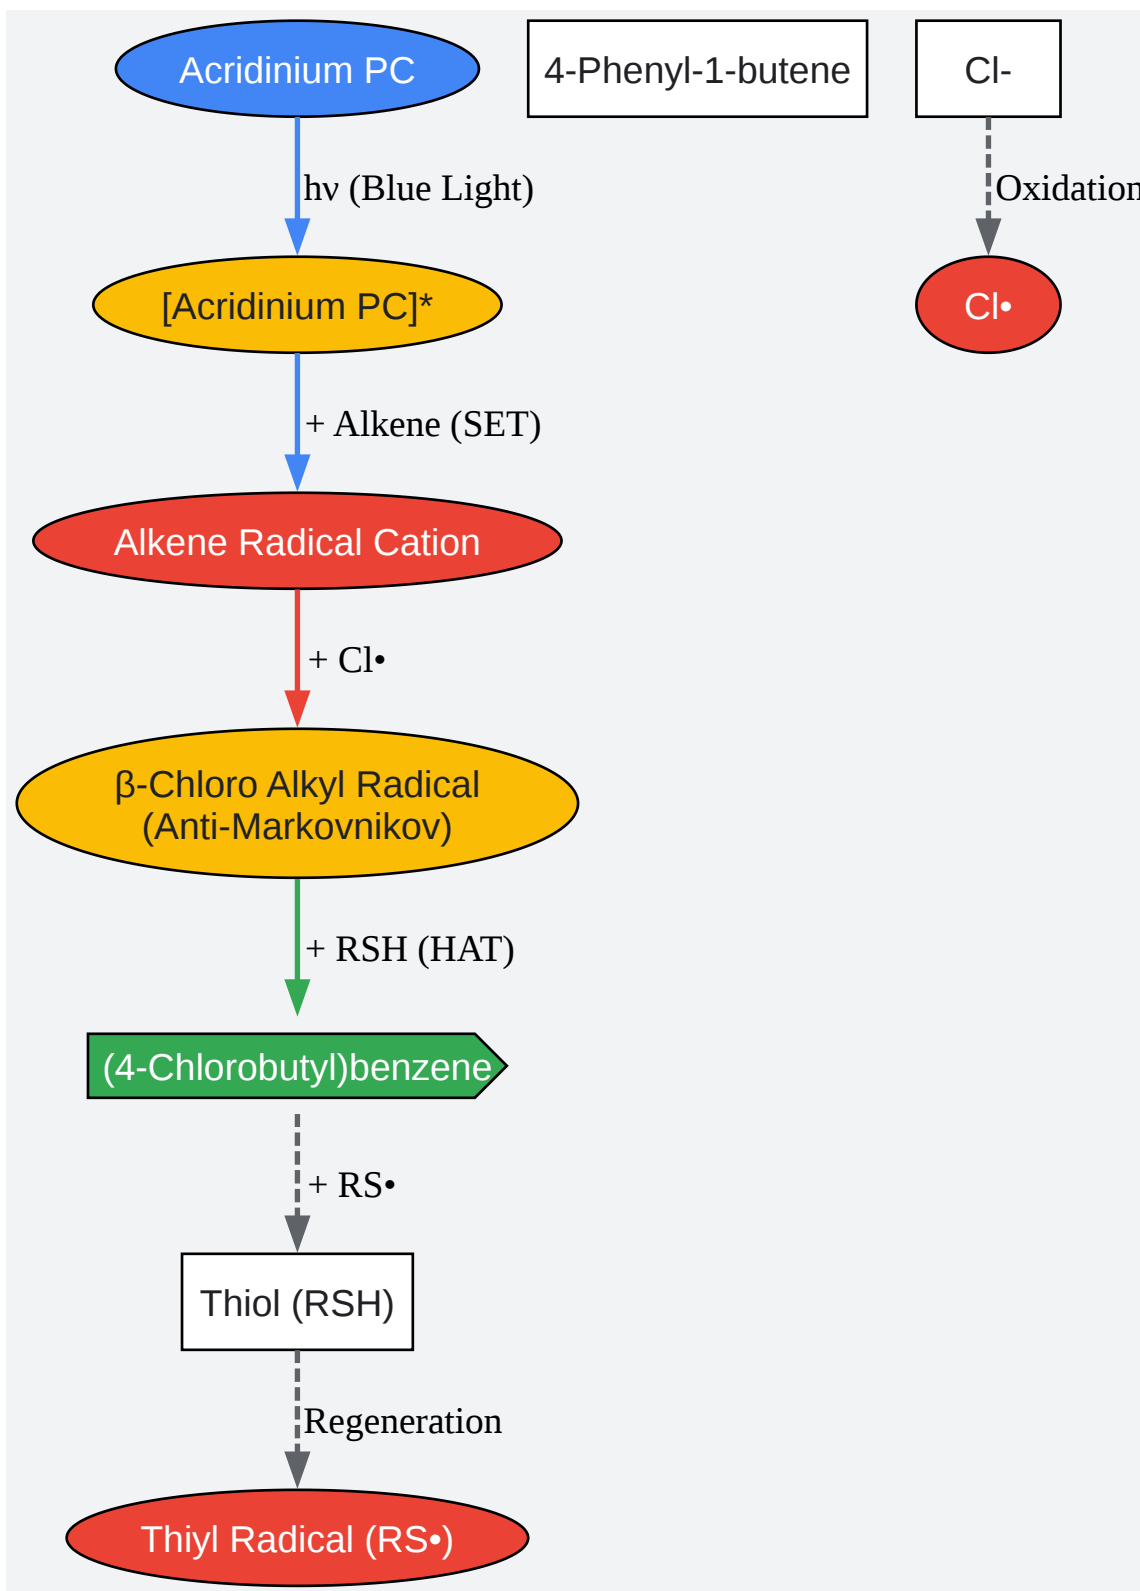 Acridinium PC
4-Phenyl-1-butene
Cl-
hν (Blue Light)
Oxidation
[Acridinium PC]*
Cl•
+ Alkene (SET)
Alkene Radical Cation
+ Cl•
β-Chloro Alkyl Radical
(Anti-Markovnikov)
+ RSH (HAT)
(4-Chlorobutyl)benzene
+ RS•
Thiol (RSH)
Regeneration
Thiyl Radical (RS•)